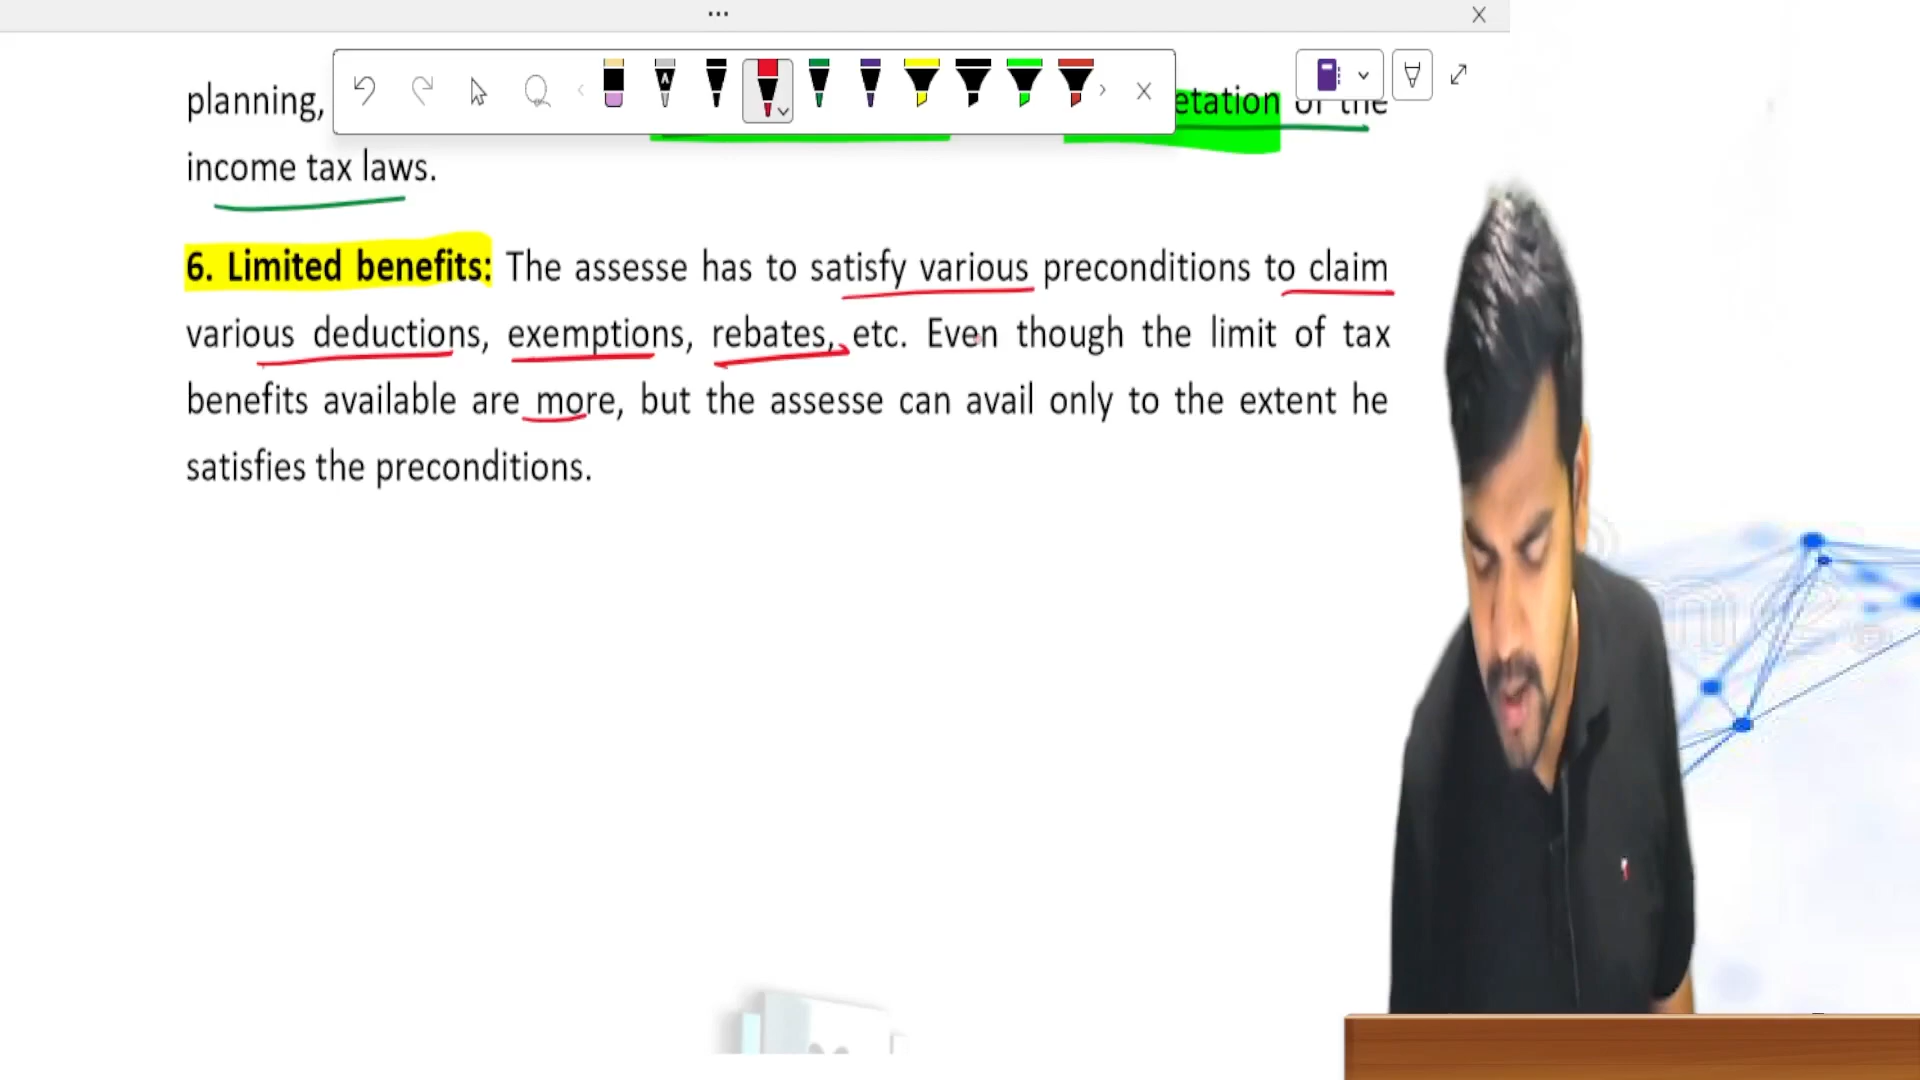 planning, etation of the
income tax laws.
6. Limited benefits: The assesse has to satisfy various preconditions to claim
various deductions, exemptions, rebates, etc. Even though the limit of tax
benefits available are more, but the assesse can avail only to the extent he
satisfies the preconditions.